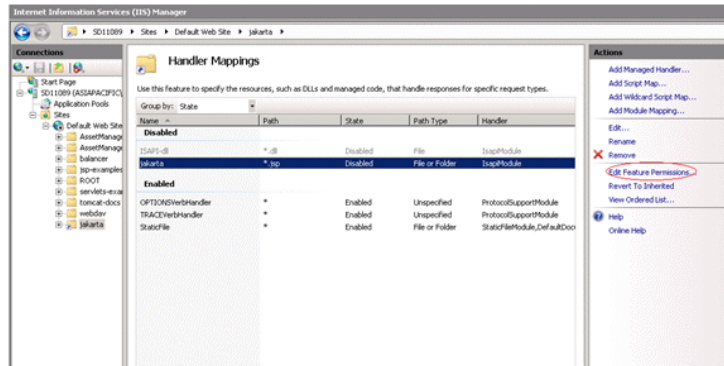 Internet Information Services (IIS) Manager
SD11089 ▸ Sites ▸ Default Web Site ▸ jakarta ▸
Connections
Start Page
SD11089 (ASIAPACIFIC\
Application Pools
Sites
Default Web Site
AssetManag
AssetManag
balancer
jsp-examples
ROOT
servlets-exa
tomcat-docs
webdav
jakarta
Handler Mappings
Use this feature to specify the resources, such as DLLs and managed code, that handle responses for specific request types.
Group by: State
Name Path State Path Type Handler
Disabled
ISAPI-dll *.dll Disabled File IsapiModule
jakarta *.jsp Disabled File or Folder IsapiModule
Enabled
OPTIONSVerbHandler * Enabled Unspecified ProtocolSupportModule
TRACEVerbHandler * Enabled Unspecified ProtocolSupportModule
StaticFile * Enabled File or Folder StaticFileModule,DefaultDoc
Actions
Add Managed Handler...
Add Script Map...
Add Wildcard Script Map...
Add Module Mapping...
Edit...
Rename
Remove
Edit Feature Permissions...
Revert To Inherited
View Ordered List...
Help
Online Help